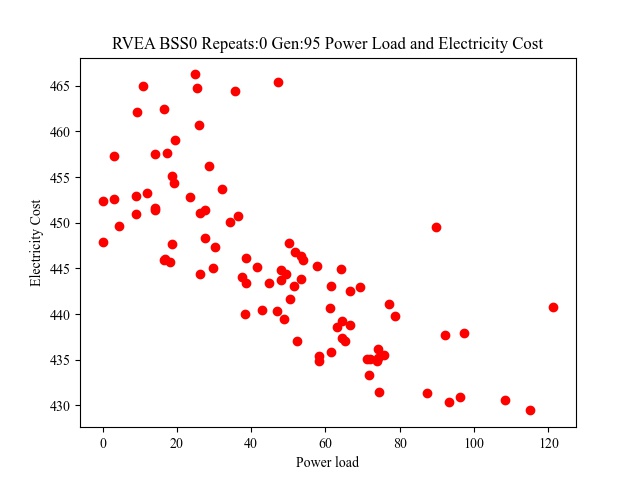 RVEA BSS0 Repeats:0 Gen:95 Power Load and Electricity Cost
465
460
455
450
445
440
435
430
Electricity Cost
0 20 40 60 80 100 120
Power load